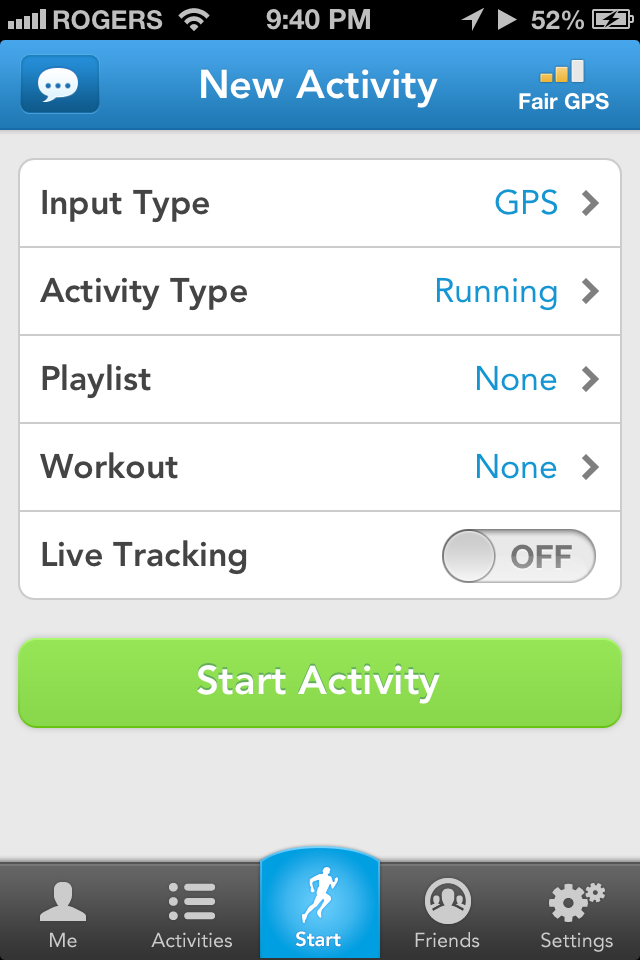 ROGERS 9:40 PM 52%
New Activity
Fair GPS
Input Type GPS
Activity Type Running
Playlist None
Workout None
Live Tracking OFF
Start Activity
Me Activities Start Friends Settings